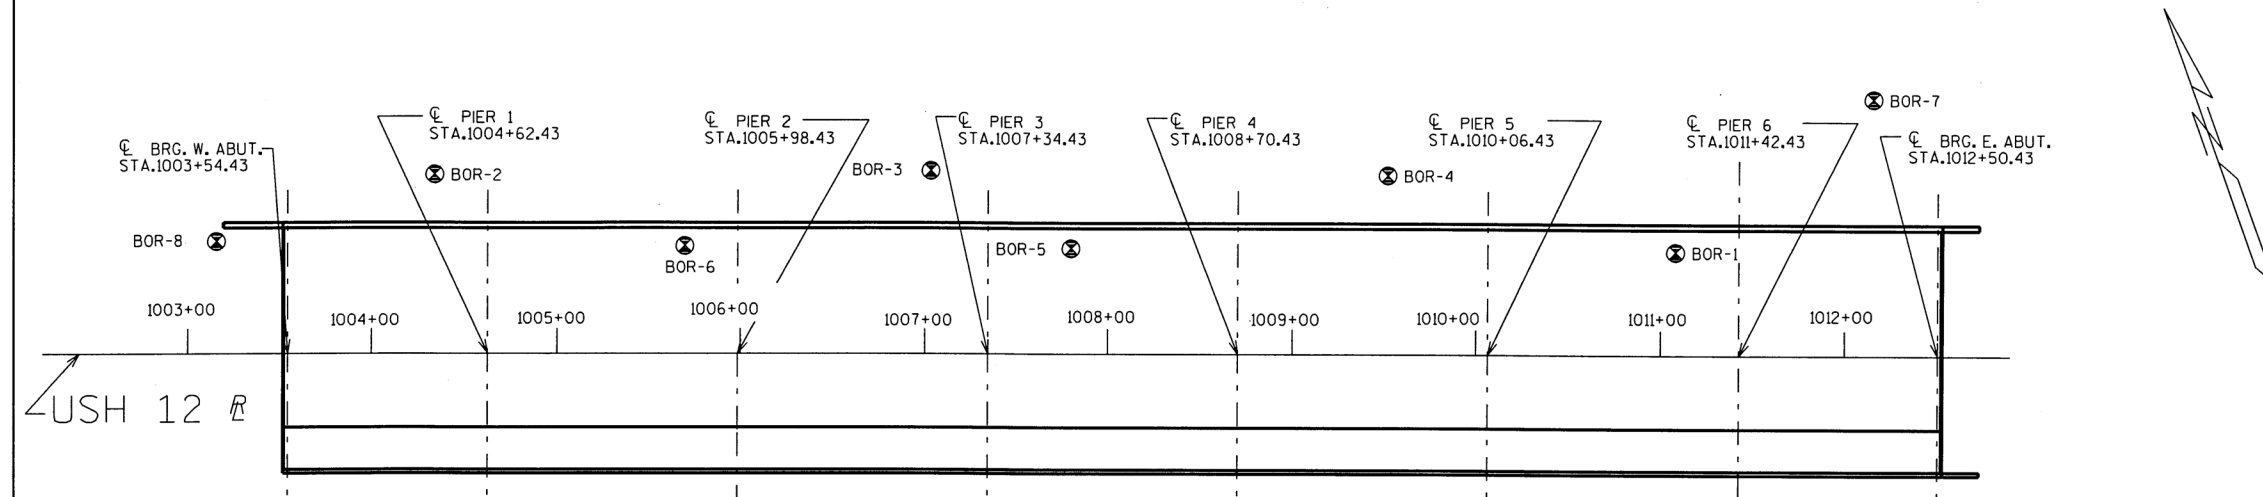 ℄ BRG. W. ABUT.
STA.1003+54.43
℄ PIER 1
STA.1004+62.43
℄ PIER 2
STA.1005+98.43
℄ PIER 3
STA.1007+34.43
℄ PIER 4
STA.1008+70.43
℄ PIER 5
STA.1010+06.43
℄ PIER 6
STA.1011+42.43
℄ BRG. E. ABUT.
STA.1012+50.43
BOR-7
BOR-2
BOR-3
BOR-4
BOR-8
BOR-6
BOR-5
BOR-1
1003+00
1004+00
1005+00
1006+00
1007+00
1008+00
1009+00
1010+00
1011+00
1012+00
USH 12 RL